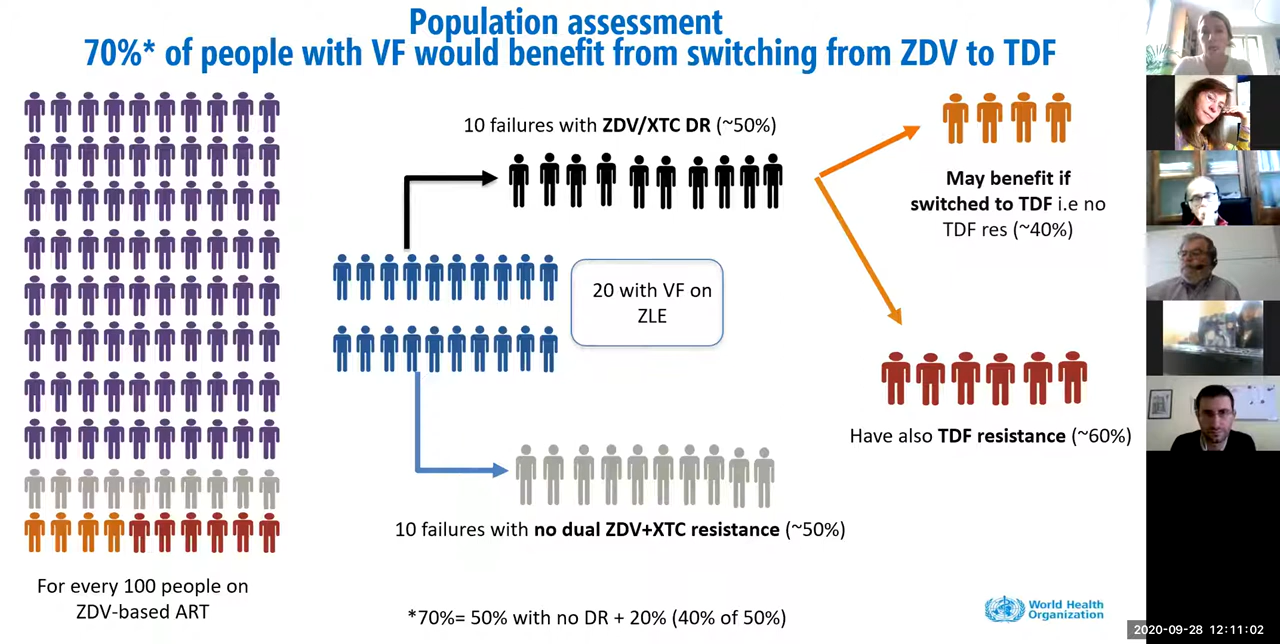 Population assessment
70%* of people with VF would benefit from switching from ZDV to TDF
10 failures with ZDV/XTC DR (~50%)
May benefit if
switched to TDF i.e no
TDF res (~40%)
20 with VF on
ZLE
Have also TDF resistance (~60%)
10 failures with no dual ZDV+XTC resistance (~50%)
For every 100 people on
ZDV-based ART
*70%= 50% with no DR + 20% (40% of 50%)
World Health
Organization
2020-09-28 12:11:02